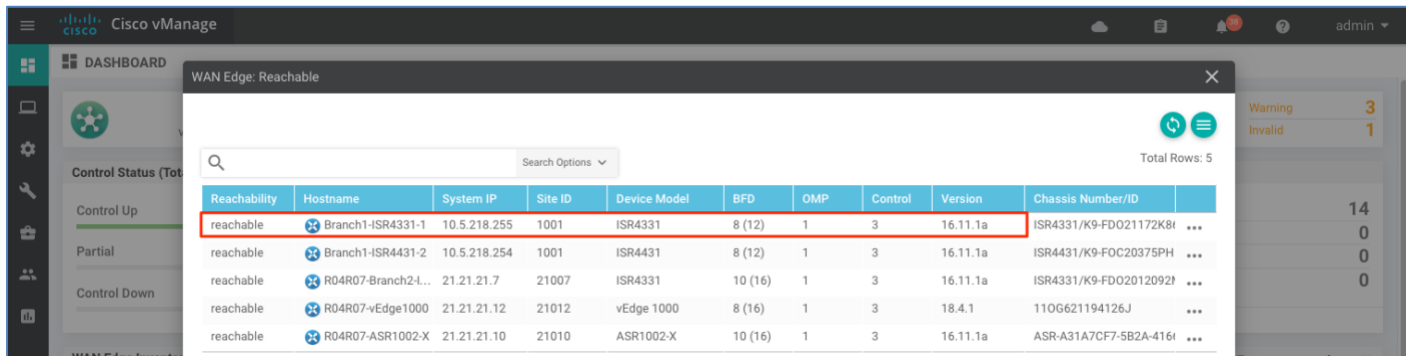 cisco Cisco vManage 38 admin
DASHBOARD
WAN Edge: Reachable
Warning 3
Invalid 1
Search Options
Total Rows: 5
Control Status (Tot
Reachability Hostname System IP Site ID Device Model BFD OMP Control Version Chassis Number/ID
reachable Branch1-ISR4331-1 10.5.218.255 1001 ISR4331 8 (12) 1 3 16.11.1a ISR4331/K9-FDO21172K8
reachable Branch1-ISR4431-2 10.5.218.254 1001 ISR4431 8 (12) 1 3 16.11.1a ISR4431/K9-FOC20375PH
reachable R04R07-Branch2-I... 21.21.21.7 21007 ISR4331 10 (16) 1 3 16.11.1a ISR4331/K9-FDO2012092
reachable R04R07-vEdge1000 21.21.21.12 21012 vEdge 1000 8 (16) 1 3 18.4.1 11OG621194126J
reachable R04R07-ASR1002-X 21.21.21.10 21010 ASR1002-X 10 (16) 1 3 16.11.1a ASR-A31A7CF7-5B2A-416
Control Up
Partial
Control Down
14
0
0
0